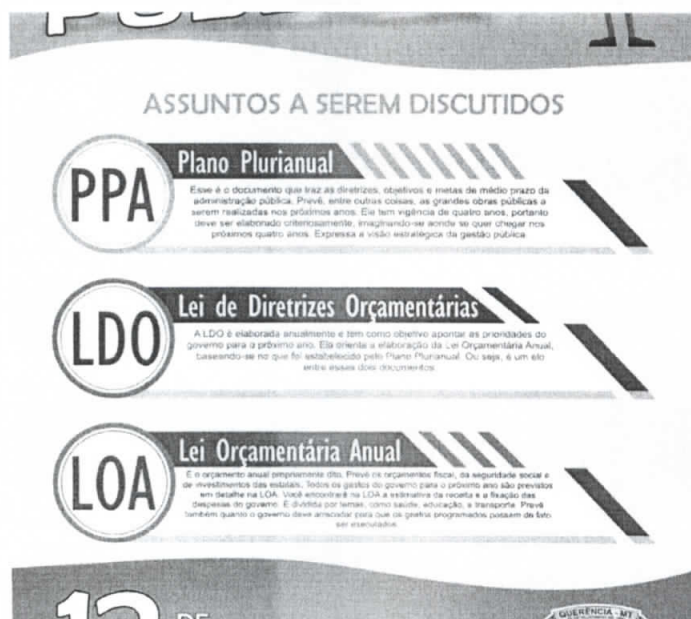 ASSUNTOS A SEREM DISCUTIDOS
PPA
Plano Plurianual
Esse é o documento que traz as diretrizes, objetivos e metas de médio prazo da
administração pública. Prevê, entre outras coisas, as grandes obras públicas a
serem realizadas nos próximos anos. Ele tem vigência de quatro anos, portanto
deve ser elaborado criteriosamente, imaginando-se aonde se quer chegar nos
próximos quatro anos. Expressa a visão estratégica da gestão pública.
LDO
Lei de Diretrizes Orçamentárias
A LDO é elaborada anualmente e tem como objetivo apontar as prioridades do
governo para o próximo ano. Ela orienta a elaboração da Lei Orçamentária Anual,
baseando-se no que foi estabelecido pelo Plano Plurianual. Ou seja, é um elo
entre esses dois documentos.
LOA
Lei Orçamentária Anual
É o orçamento anual propriamente dito. Prevê os orçamentos fiscal, da seguridade social e
de investimentos das estatais. Todos os gastos do governo para o próximo ano são previstos
em detalhe na LOA. Você encontrará na LOA a estimativa da receita e a fixação das
despesas do governo. É dividida por temas, como saúde, educação, e transporte. Prevê
também quanto o governo deve arrecadar para que os gastos programados possam de fato
ser executados.
12 DE
QUERÊNCIA - MT